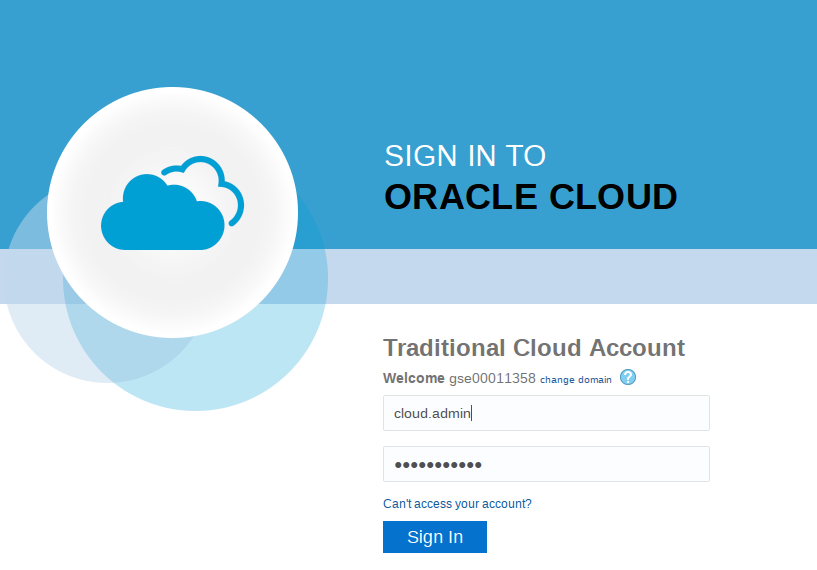 SIGN IN TO
ORACLE CLOUD
Traditional Cloud Account
Welcome gse00011358 change domain ?
cloud.admin
•••••••••••
Can't access your account?
Sign In